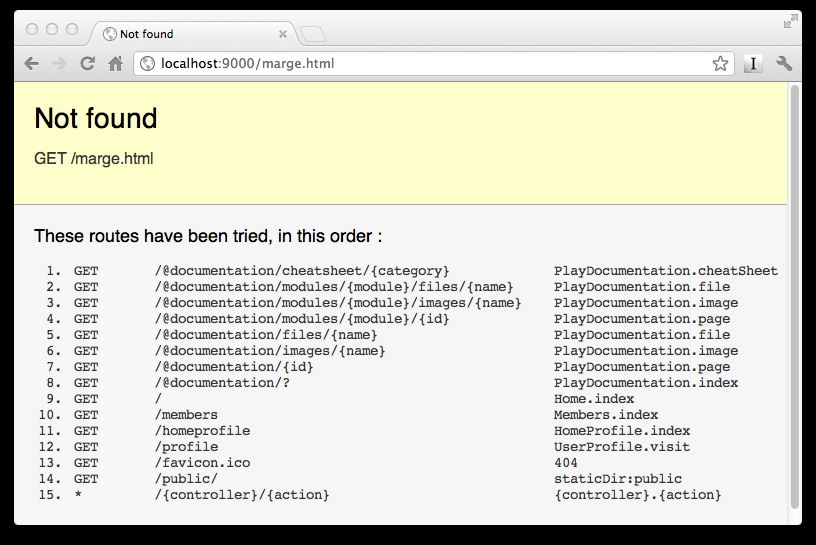 Not found
localhost:9000/marge.html
I
Not found
GET /marge.html
These routes have been tried, in this order :
1. GET /@documentation/cheatsheet/{category} PlayDocumentation.cheatSheet
2. GET /@documentation/modules/{module}/files/{name} PlayDocumentation.file
3. GET /@documentation/modules/{module}/images/{name} PlayDocumentation.image
4. GET /@documentation/modules/{module}/{id} PlayDocumentation.page
5. GET /@documentation/files/{name} PlayDocumentation.file
6. GET /@documentation/images/{name} PlayDocumentation.image
7. GET /@documentation/{id} PlayDocumentation.page
8. GET /@documentation/? PlayDocumentation.index
9. GET / Home.index
10. GET /members Members.index
11. GET /homeprofile HomeProfile.index
12. GET /profile UserProfile.visit
13. GET /favicon.ico 404
14. GET /public/ staticDir:public
15. * /{controller}/{action} {controller}.{action}